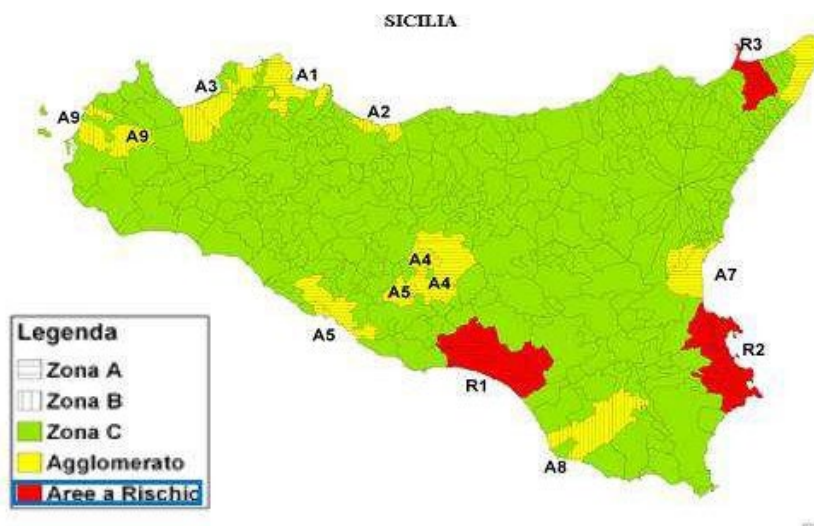 SICILIA
R3
A3
A1
A9
A9
A2
A4
A7
A5
A4
A5
R2
R1
A8
Legenda
Zona A
Zona B
Zona C
Agglomerato
Aree a Rischio